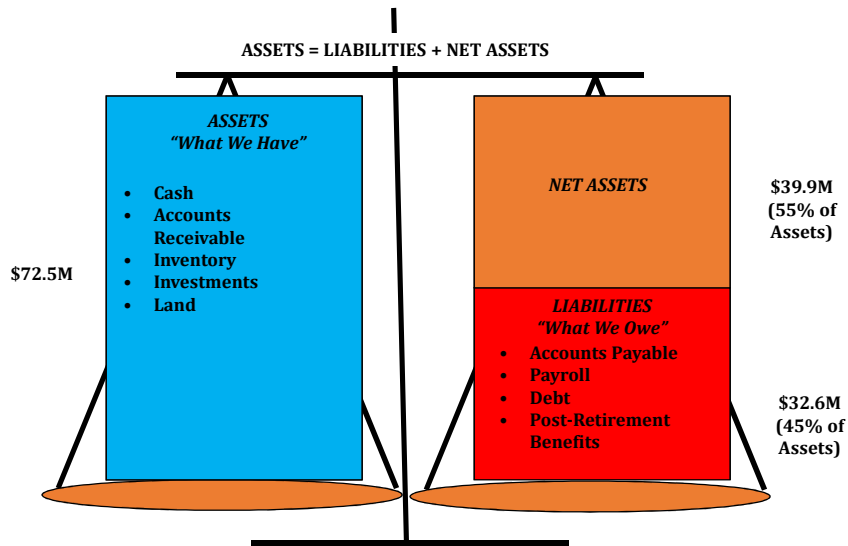 ASSETS = LIABILITIES + NET ASSETS
ASSETS
“What We Have”
• Cash
• Accounts
Receivable
• Inventory
• Investments
• Land
$72.5M
NET ASSETS
$39.9M
(55% of
Assets)
LIABILITIES
“What We Owe”
• Accounts Payable
• Payroll
• Debt
• Post-Retirement
Benefits
$32.6M
(45% of
Assets)